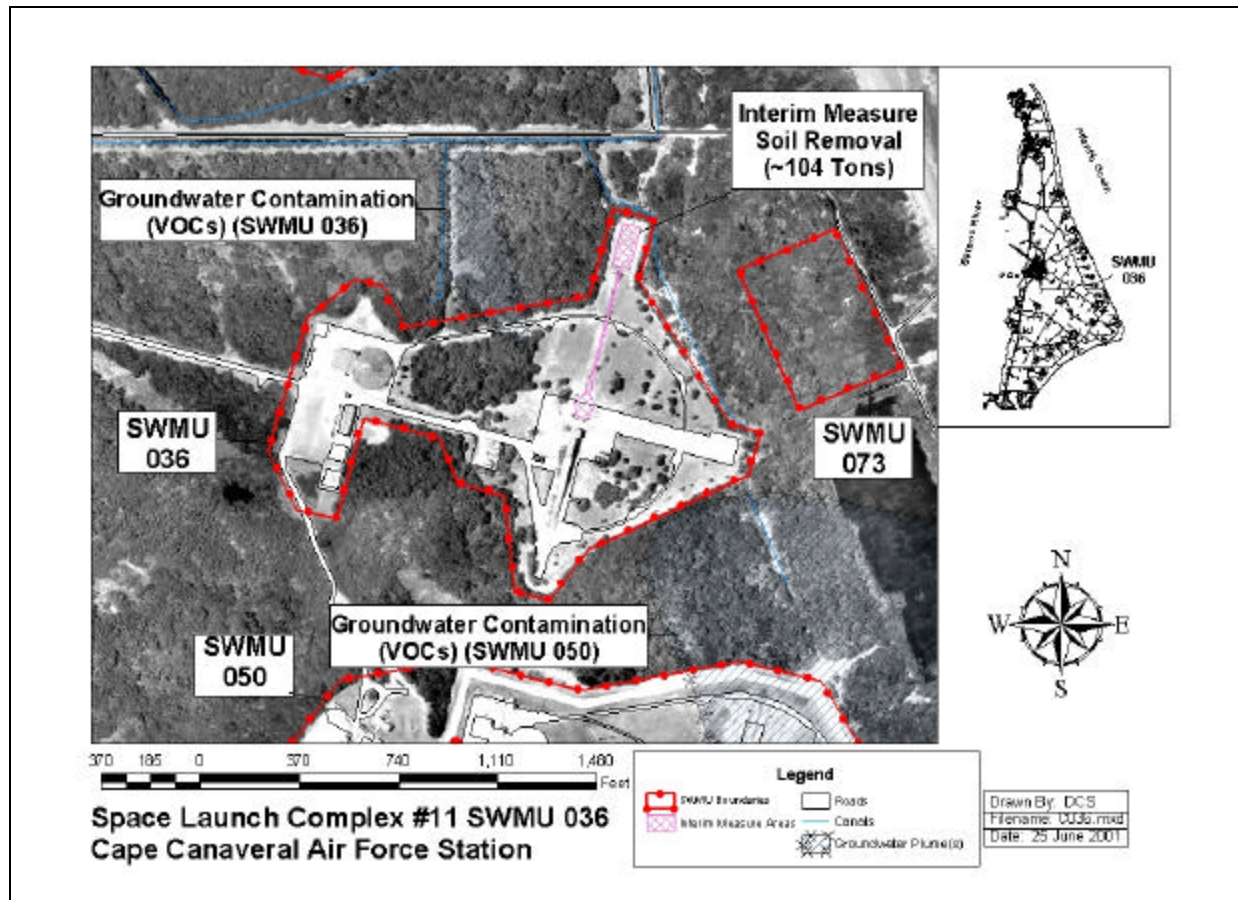 Interim Measure
Soil Removal
(~104 Tons)
Groundwater Contamination
(VOCs) (SWMU 036)
SWMU
036
SWMU
036
SWMU
073
Groundwater Contamination
(VOCs) (SWMU 050)
SWMU
050
N
W
E
S
370 185 0 370 740 1,110 1,480
Feet
Space Launch Complex #11 SWMU 036
Cape Canaveral Air Force Station
Legend
SWMU Boundaries
Interim Measure Areas
Roads
Canals
Groundwater Plume(s)
Drawn By: DCS
Filename: C036.mxd
Date: 25 June 2001